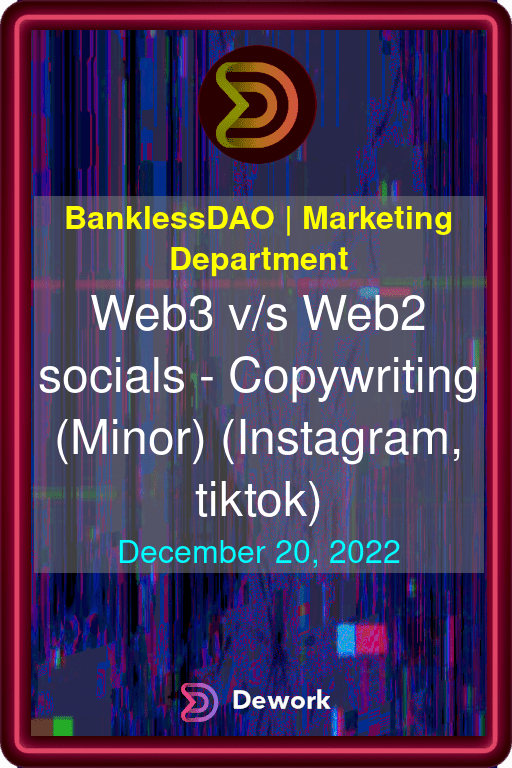 BanklessDAO | Marketing
Department
Web3 v/s Web2
socials - Copywriting
(Minor) (Instagram,
tiktok)
December 20, 2022
Dework